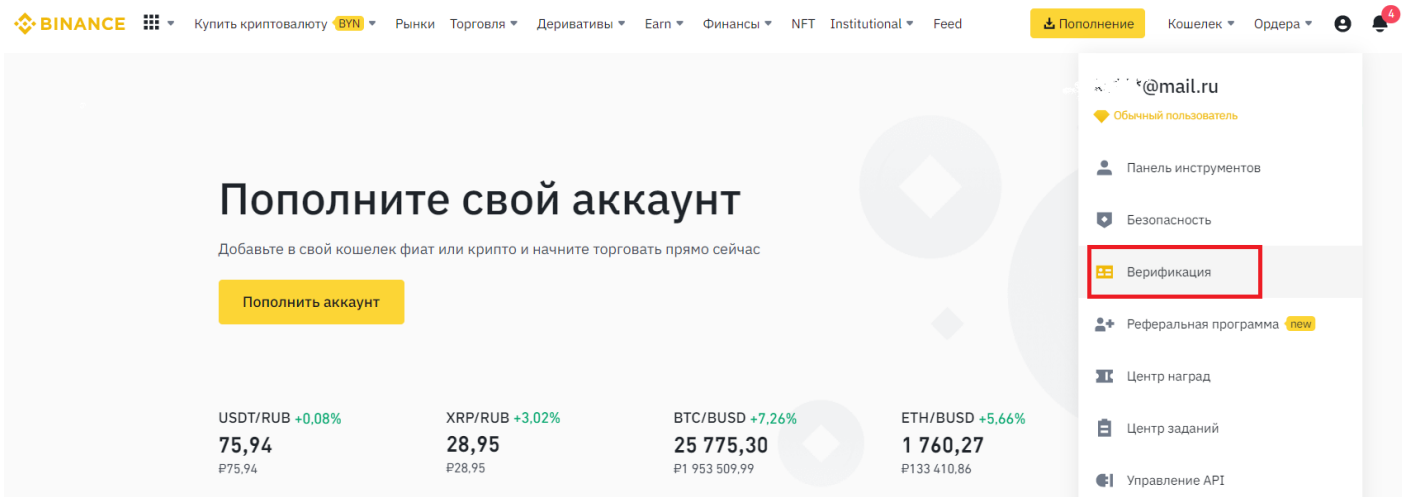 BINANCE Купить криптовалюту BYN Рынки Торговля Деривативы Earn Финансы NFT Institutional Feed Пополнение Кошелек Ордера 4
@mail.ru
Обычный пользователь
Панель инструментов
Безопасность
Верификация
Реферальная программа new
Центр наград
Центр заданий
Управление API
Пополните свой аккаунт
Добавьте в свой кошелек фиат или крипто и начните торговать прямо сейчас
Пополнить аккаунт
USDT/RUB +0,08%
75,94
₽75,94
XRP/RUB +3,02%
28,95
₽28,95
BTC/BUSD +7,26%
25 775,30
₽1 953 509,99
ETH/BUSD +5,66%
1 760,27
₽133 410,86